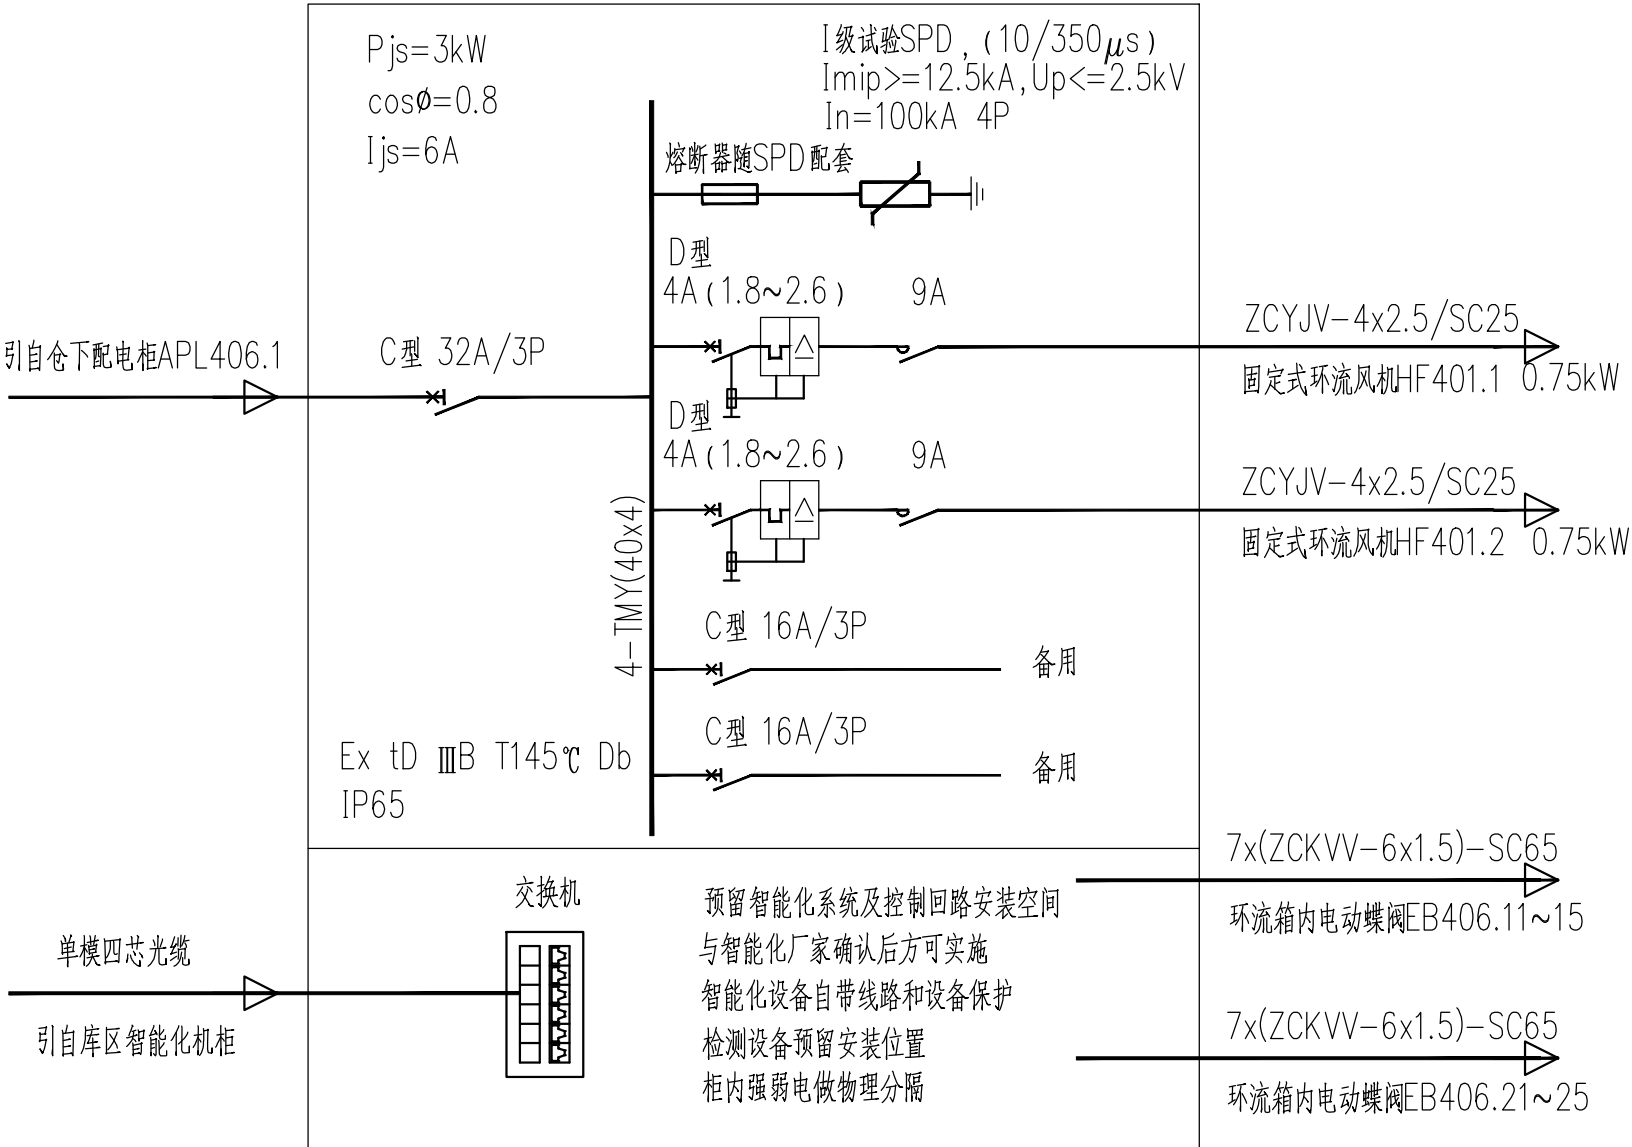 Pjs=3kW
cosø=0.8
Ijs=6A
I级试验SPD,(10/350μs)
Imip>=12.5kA,Up<=2.5kV
In=100kA 4P
熔断器随SPD配套
D型
4A(1.8~2.6) 9A
ZCYJV-4x2.5/SC25
固定式环流风机HF401.1 0.75kW
引自仓下配电柜APL406.1
C型 32A/3P
D型
4A(1.8~2.6) 9A
ZCYJV-4x2.5/SC25
固定式环流风机HF401.2 0.75kW
4-TMY(40x4)
C型 16A/3P
备用
C型 16A/3P
备用
Ex tD ⅢB T145℃ Db
IP65
7x(ZCKVV-6x1.5)-SC65
环流箱内电动蝶阀EB406.11~15
交换机
单模四芯光缆
引自库区智能化机柜
预留智能化系统及控制回路安装空间
与智能化厂家确认后方可实施
智能化设备自带线路和设备保护
检测设备预留安装位置
柜内强弱电做物理分隔
7x(ZCKVV-6x1.5)-SC65
环流箱内电动蝶阀EB406.21~25